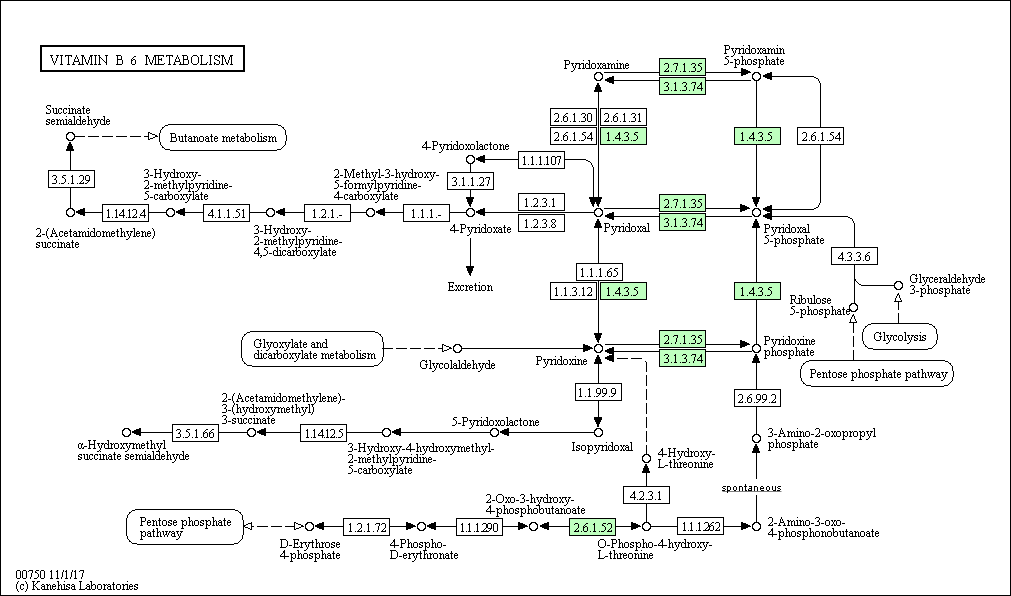 VITAMIN B 6 METABOLISM
Pyridoxamine
2.7.1.35
3.1.3.74
Pyridoxamin
5-phosphate
Succinate
semialdehyde
Butanoate metabolism
4-Pyridoxolactone
2.6.1.30
2.6.1.31
2.6.1.54
1.4.3.5
1.4.3.5
2.6.1.54
1.1.1.107
3.5.1.29
3-Hydroxy-
2-methylpyridine-
5-carboxylate
2-Methyl-3-hydroxy-
5-formylpyridine-
4-carboxylate
3.1.1.27
1.14.12.4
4.1.1.51
1.2.1.-
1.1.1.-
1.2.3.1
1.2.3.8
2.7.1.35
3.1.3.74
2-(Acetamidomethylene)
succinate
3-Hydroxy-
2-methylpyridine-
4,5-dicarboxylate
4-Pyridoxate
Pyridoxal
Pyridoxal
5-phosphate
4.3.3.6
Excretion
1.1.1.65
1.1.3.12
1.4.3.5
1.4.3.5
Glyceraldehyde
3-phosphate
Ribulose
5-phosphate
Glycolysis
Glyoxylate and
dicarboxylate metabolism
Glycolaldehyde
Pyridoxine
2.7.1.35
3.1.3.74
Pyridoxine
phosphate
Pentose phosphate pathway
1.1.99.9
2.6.99.2
2-(Acetamidomethylene)-
3-(hydroxymethyl)
3-succinate
5-Pyridoxolactone
3.5.1.66
1.14.12.5
α-Hydroxymethyl
succinate semialdehyde
3-Hydroxy-4-hydroxymethyl-
2-methylpyridine-
5-carboxylate
Isopyridoxal
3-Amino-2-oxopropyl
phosphate
4-Hydroxy-
L-threonine
spontaneous
4.2.3.1
2-Oxo-3-hydroxy-
4-phosphobutanoate
Pentose phosphate
pathway
1.2.1.72
1.1.1.290
2.6.1.52
1.1.1.262
D-Erythrose
4-phosphate
4-Phospho-
D-erythronate
O-Phospho-4-hydroxy-
L-threonine
2-Amino-3-oxo-
4-phosphonobutanoate
00750 11/1/17
(c) Kanehisa Laboratories